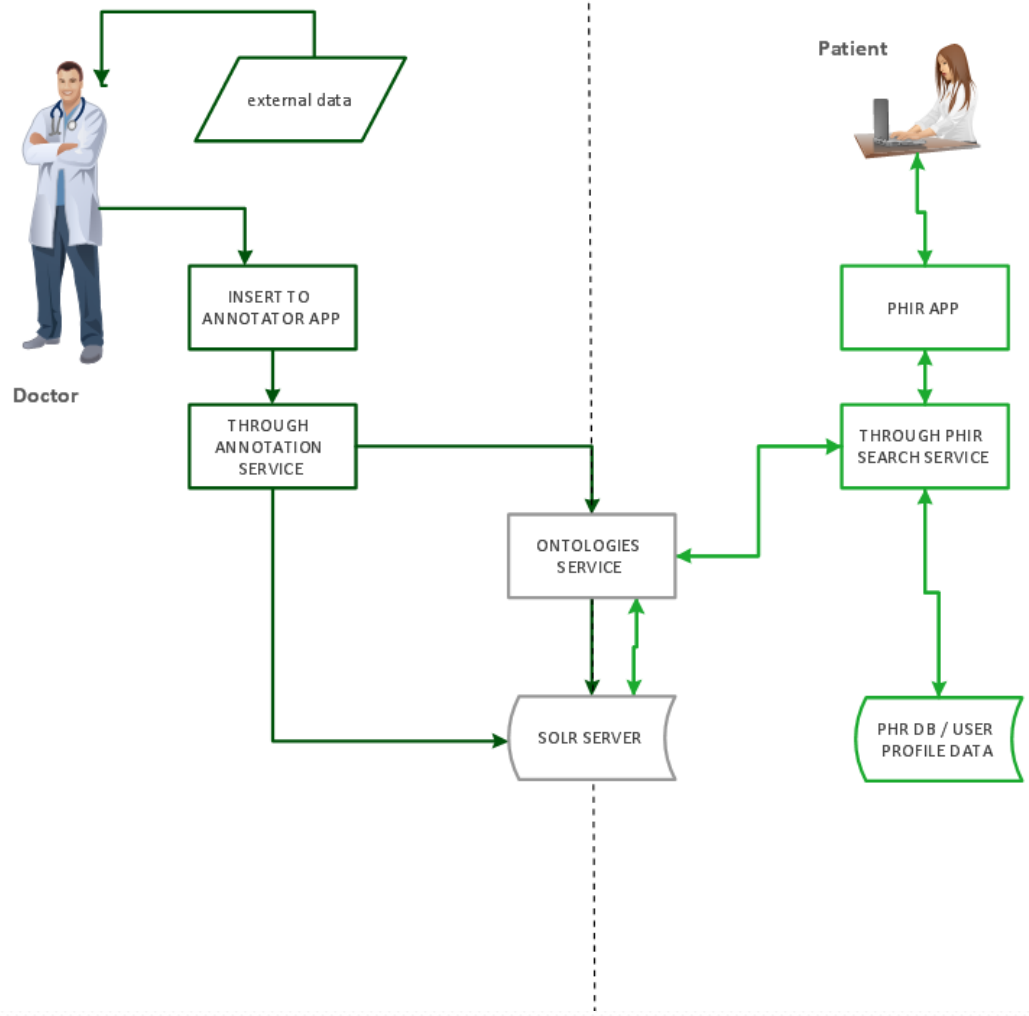 Patient
external data
INSERT TO
ANNOTATOR APP
PHIR APP
Doctor
THROUGH
ANNOTATION
SERVICE
THROUGH PHIR
SEARCH SERVICE
ONTOLOGIES
SERVICE
SOLR SERVER
PHR DB / USER
PROFILE DATA